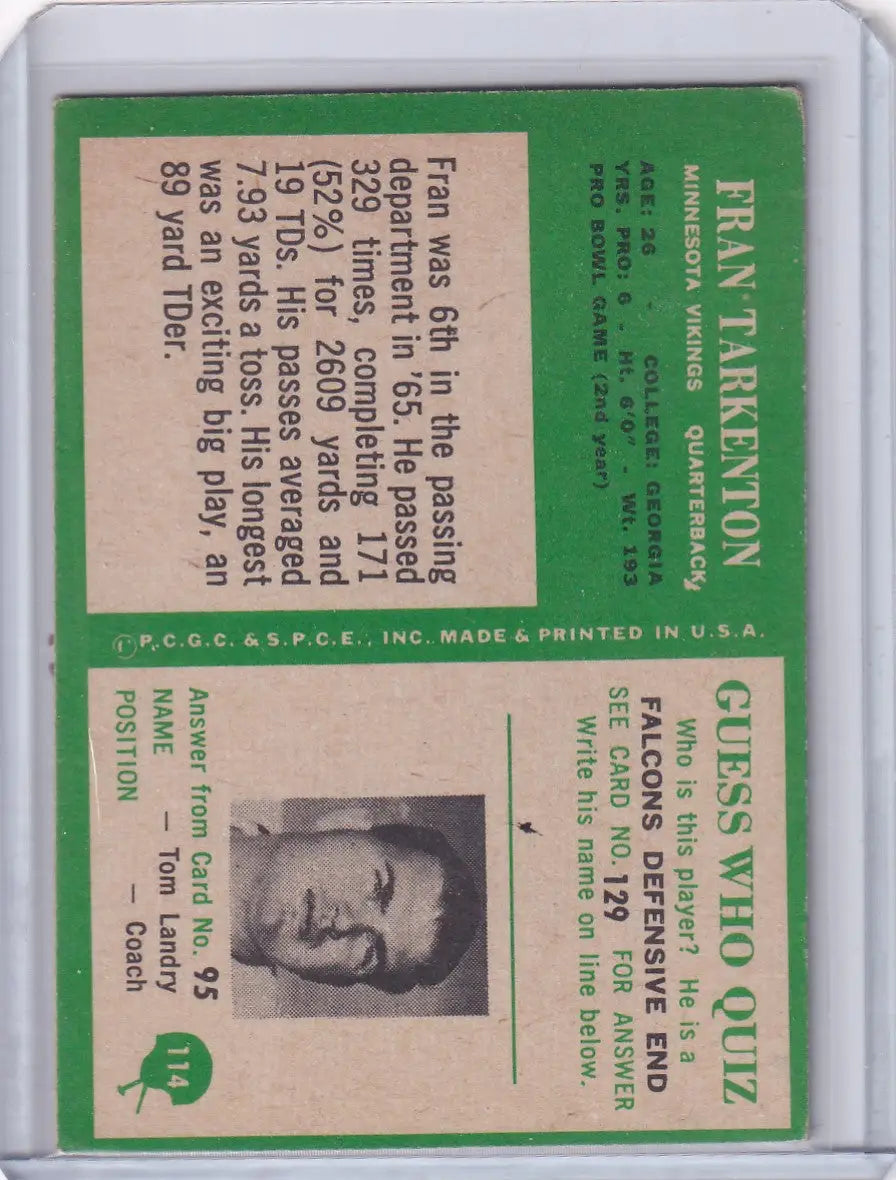 FRAN TARKENTON
MINNESOTA VIKINGS QUARTERBACK
AGE: 26 - COLLEGE: GEORGIA
YRS. PRO: 6 - Ht. 6'0" - Wt. 193
PRO BOWL GAME (2nd year)
Fran was 6th in the passing
department in '65. He passed
329 times, completing 171
(52%) for 2609 yards and
19 TDs. His passes averaged
7.93 yards a toss. His longest
was an exciting big play, an
89 yard TDer.
© P.C.G.C. & S.P.C.E., INC. MADE & PRINTED IN U.S.A.
GUESS WHO QUIZ
Who is this player? He is a
FALCONS DEFENSIVE END
SEE CARD NO. 129 FOR ANSWER
Write his name on line below.
Answer from Card No. 95
NAME — Tom Landry
POSITION — Coach
114